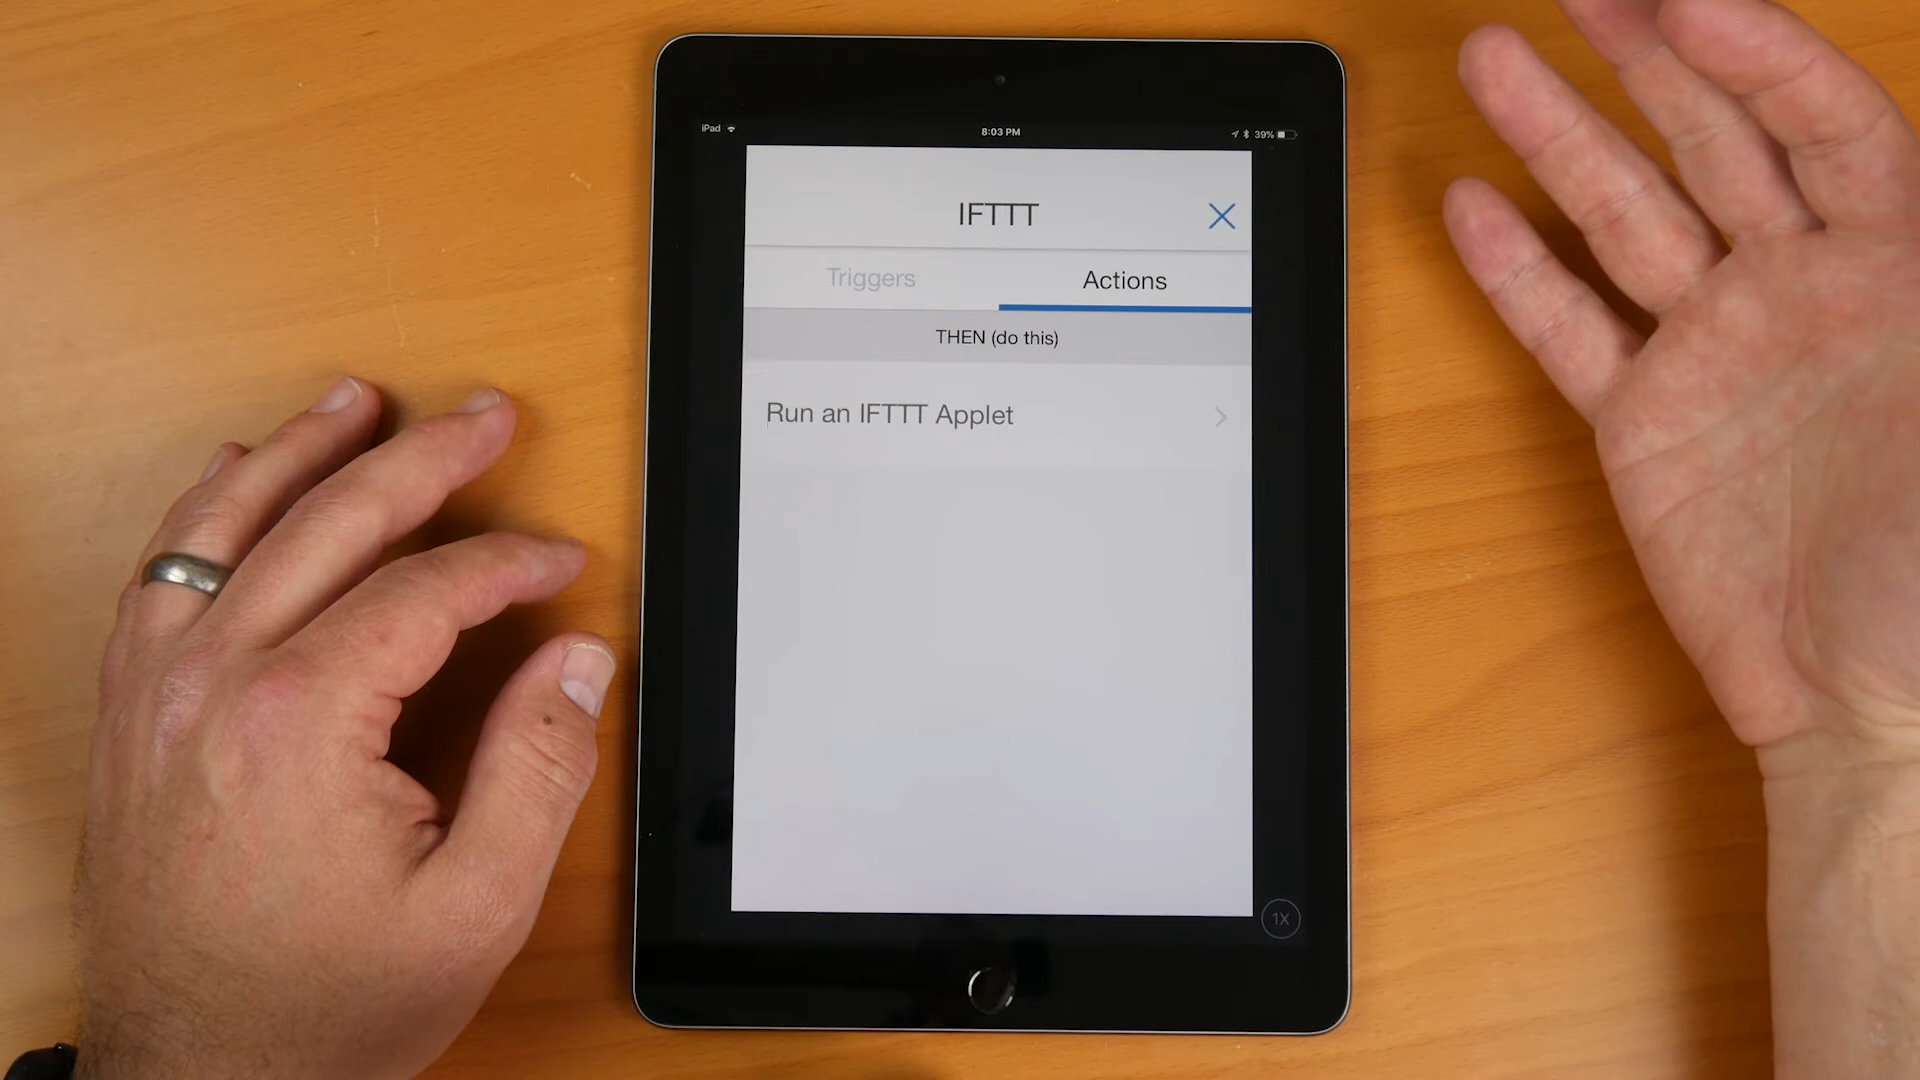 iPad 8:03 PM 39%
IFTTT
Triggers Actions
THEN (do this)
Run an IFTTT Applet
1X